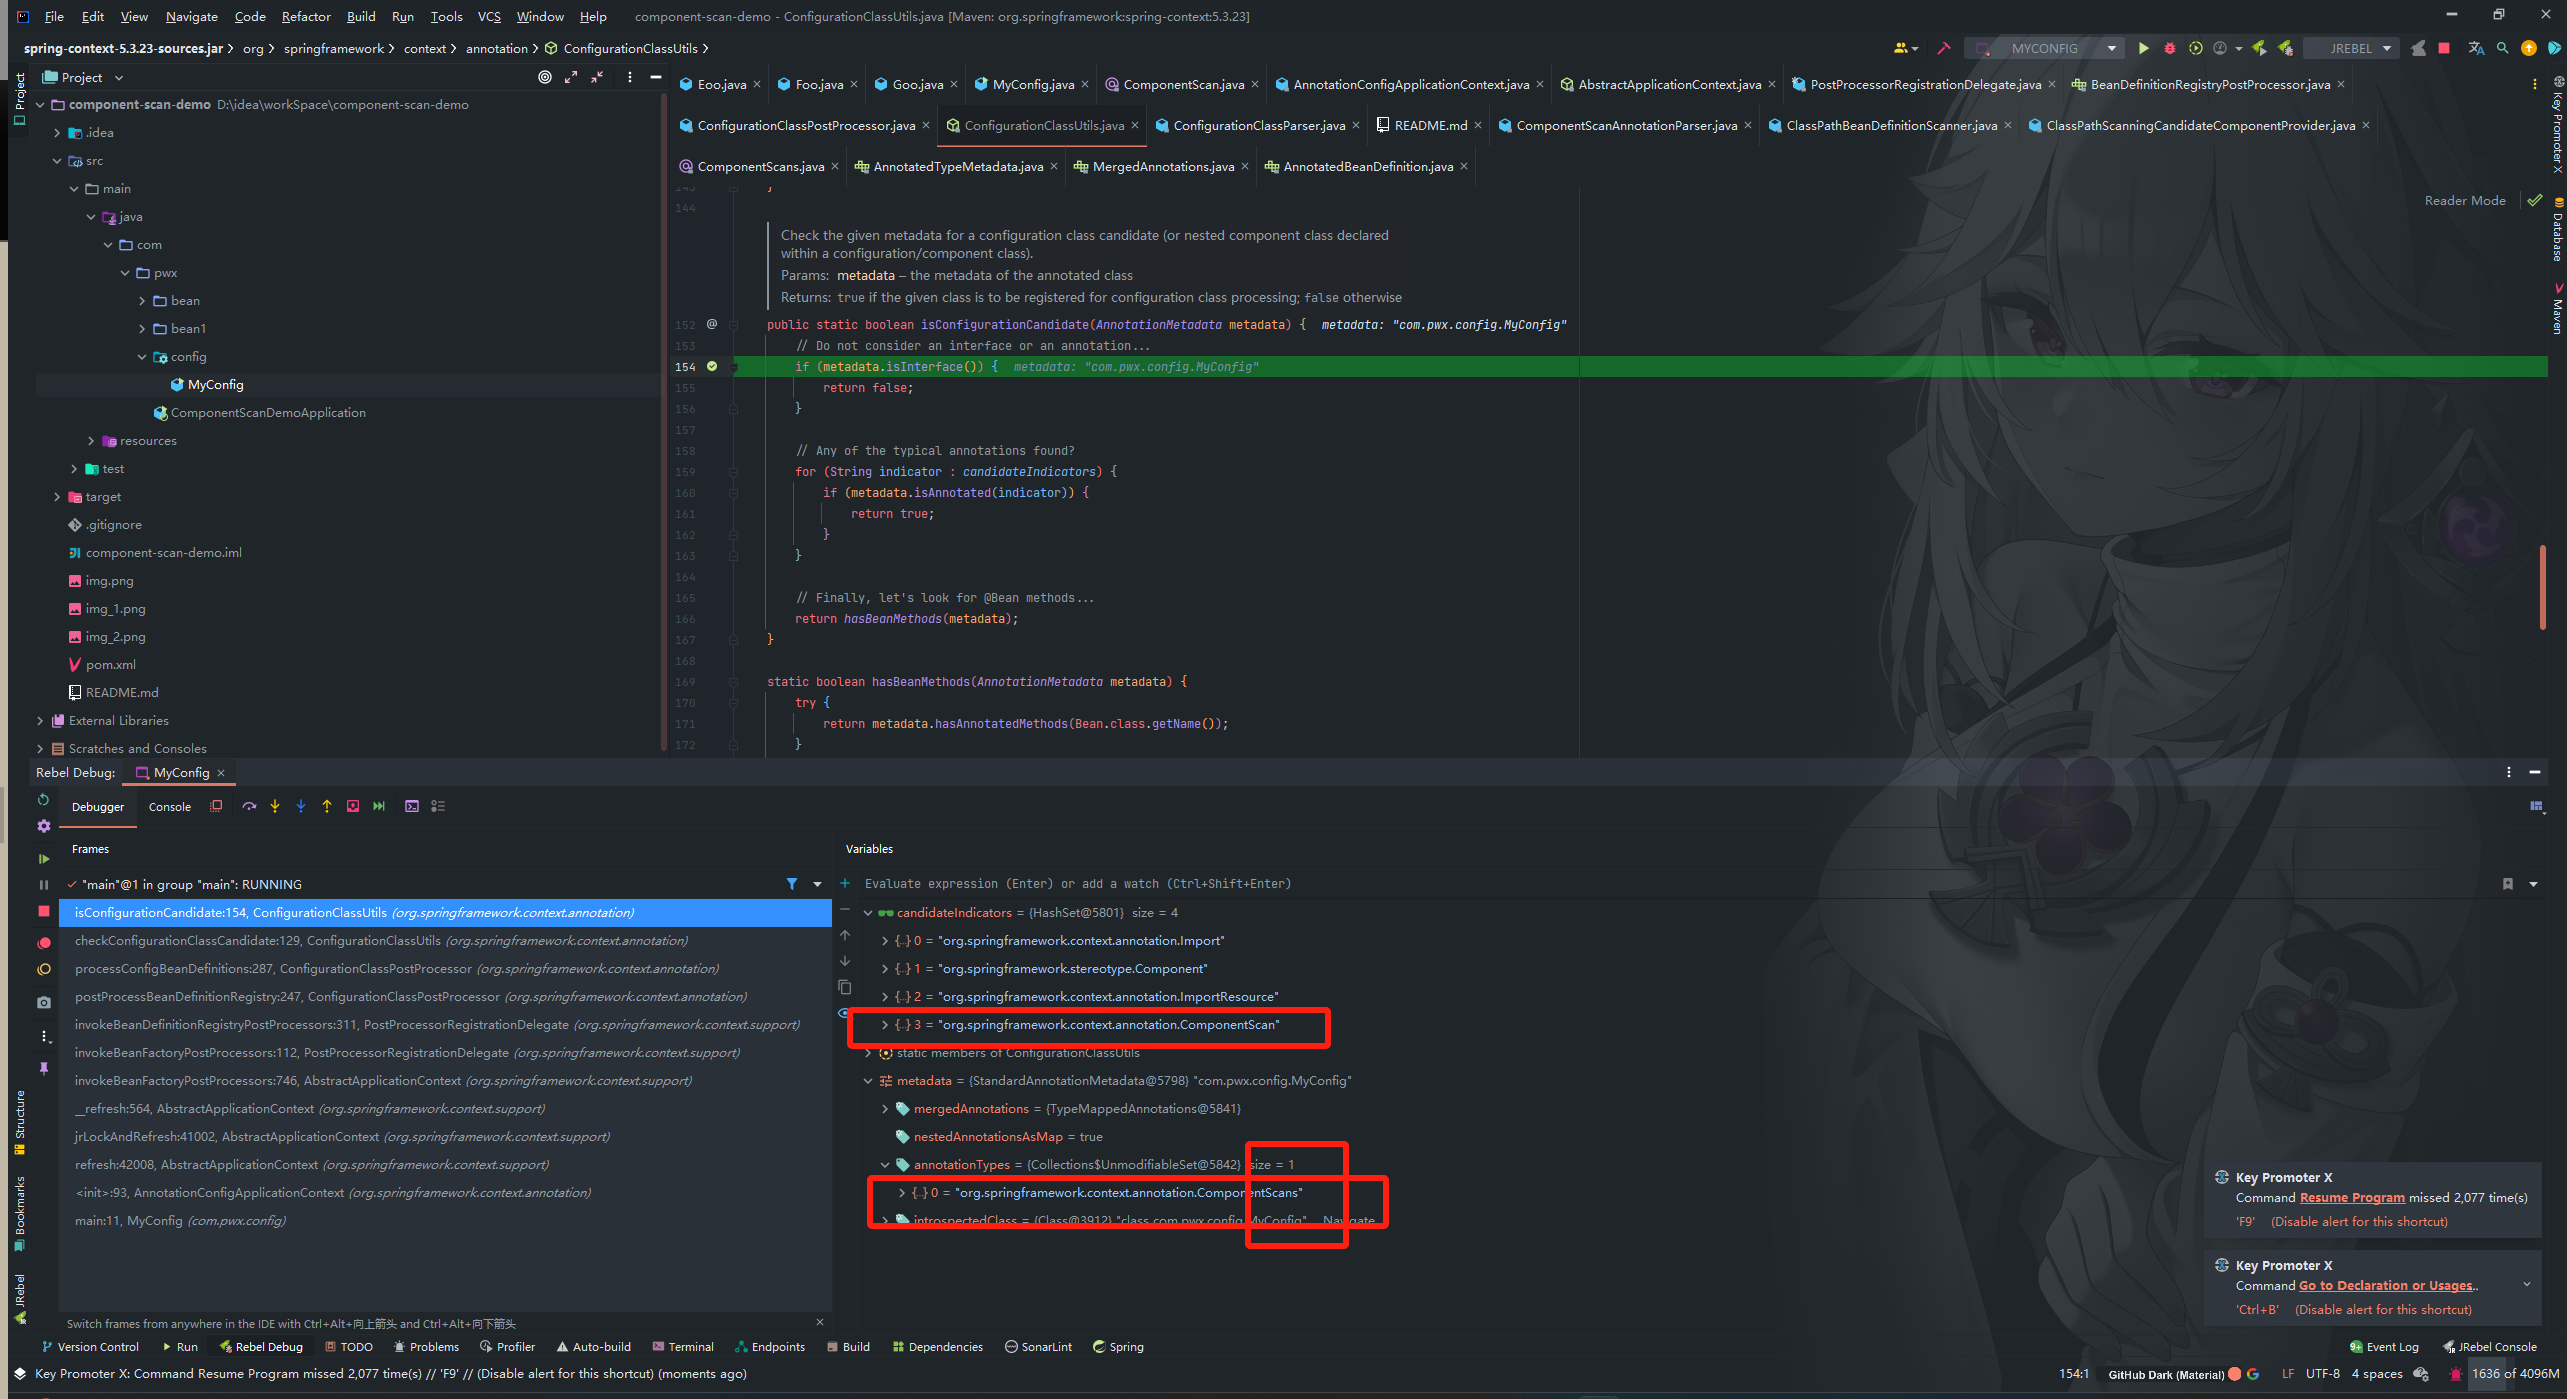 File Edit View Navigate Code Refactor Build Run Tools VCS Window Help component-scan-demo - ConfigurationClassUtils.java [Maven: org.springframework:spring-context:5.3.23]
spring-context-5.3.23-sources.jar org springframework context annotation ConfigurationClassUtils MYCONFIG JREBEL
Project
Project
component-scan-demo D:\idea\workSpace\component-scan-demo
.idea
src
main
java
com
pwx
bean
bean1
config
MyConfig
ComponentScanDemoApplication
resources
test
target
.gitignore
component-scan-demo.iml
img.png
img_1.png
img_2.png
pom.xml
README.md
External Libraries
Scratches and Consoles
Eoo.java Foo.java Goo.java MyConfig.java ComponentScan.java AnnotationConfigApplicationContext.java AbstractApplicationContext.java PostProcessorRegistrationDelegate.java BeanDefinitionRegistryPostProcessor.java
ConfigurationClassPostProcessor.java ConfigurationClassUtils.java ConfigurationClassParser.java README.md ComponentScanAnnotationParser.java ClassPathBeanDefinitionScanner.java ClassPathScanningCandidateComponentProvider.java
ComponentScans.java AnnotatedTypeMetadata.java MergedAnnotations.java AnnotatedBeanDefinition.java
Reader Mode
143 }
144
Check the given metadata for a configuration class candidate (or nested component class declared
within a configuration/component class).
Params: metadata – the metadata of the annotated class
Returns: true if the given class is to be registered for configuration class processing; false otherwise
152 @ public static boolean isConfigurationCandidate(AnnotationMetadata metadata) { metadata: "com.pwx.config.MyConfig"
153 // Do not consider an interface or an annotation...
154 if (metadata.isInterface()) { metadata: "com.pwx.config.MyConfig"
155 return false;
156 }
157
158 // Any of the typical annotations found?
159 for (String indicator : candidateIndicators) {
160 if (metadata.isAnnotated(indicator)) {
161 return true;
162 }
163 }
164
165 // Finally, let's look for @Bean methods...
166 return hasBeanMethods(metadata);
167 }
168
169 static boolean hasBeanMethods(AnnotationMetadata metadata) {
170 try {
171 return metadata.hasAnnotatedMethods(Bean.class.getName());
172 }
Key Promoter X
Database
Maven
Rebel Debug: MyConfig
Debugger Console
Frames
"main"@1 in group "main": RUNNING
isConfigurationCandidate:154, ConfigurationClassUtils (org.springframework.context.annotation)
checkConfigurationClassCandidate:129, ConfigurationClassUtils (org.springframework.context.annotation)
processConfigBeanDefinitions:287, ConfigurationClassPostProcessor (org.springframework.context.annotation)
postProcessBeanDefinitionRegistry:247, ConfigurationClassPostProcessor (org.springframework.context.annotation)
invokeBeanDefinitionRegistryPostProcessors:311, PostProcessorRegistrationDelegate (org.springframework.context.support)
invokeBeanFactoryPostProcessors:112, PostProcessorRegistrationDelegate (org.springframework.context.support)
invokeBeanFactoryPostProcessors:746, AbstractApplicationContext (org.springframework.context.support)
__refresh:564, AbstractApplicationContext (org.springframework.context.support)
jrLockAndRefresh:41002, AbstractApplicationContext (org.springframework.context.support)
refresh:42008, AbstractApplicationContext (org.springframework.context.support)
<init>:93, AnnotationConfigApplicationContext (org.springframework.context.annotation)
main:11, MyConfig (com.pwx.config)
Switch frames from anywhere in the IDE with Ctrl+Alt+向上箭头 and Ctrl+Alt+向下箭头
Variables
Evaluate expression (Enter) or add a watch (Ctrl+Shift+Enter)
candidateIndicators = {HashSet@5801} size = 4
0 = "org.springframework.context.annotation.Import"
1 = "org.springframework.stereotype.Component"
2 = "org.springframework.context.annotation.ImportResource"
3 = "org.springframework.context.annotation.ComponentScan"
static members of ConfigurationClassUtils
metadata = {StandardAnnotationMetadata@5798} "com.pwx.config.MyConfig"
mergedAnnotations = {TypeMappedAnnotations@5841}
nestedAnnotationsAsMap = true
annotationTypes = {Collections$UnmodifiableSet@5842} size = 1
0 = "org.springframework.context.annotation.ComponentScans"
introspectedClass = {Class@3912} "class com.pwx.config.MyConfig" ... Navigate
Key Promoter X
Command Resume Program missed 2,077 time(s)
'F9' (Disable alert for this shortcut)
Key Promoter X
Command Go to Declaration or Usages..
'Ctrl+B' (Disable alert for this shortcut)
Structure
Bookmarks
JRebel
Version Control Run Rebel Debug TODO Problems Profiler Auto-build Terminal Endpoints Build Dependencies SonarLint Spring Event Log JRebel Console
Key Promoter X: Command Resume Program missed 2,077 time(s) // 'F9' // (Disable alert for this shortcut) (moments ago) 154:1 GitHub Dark (Material) LF UTF-8 4 spaces 1636 of 4096M